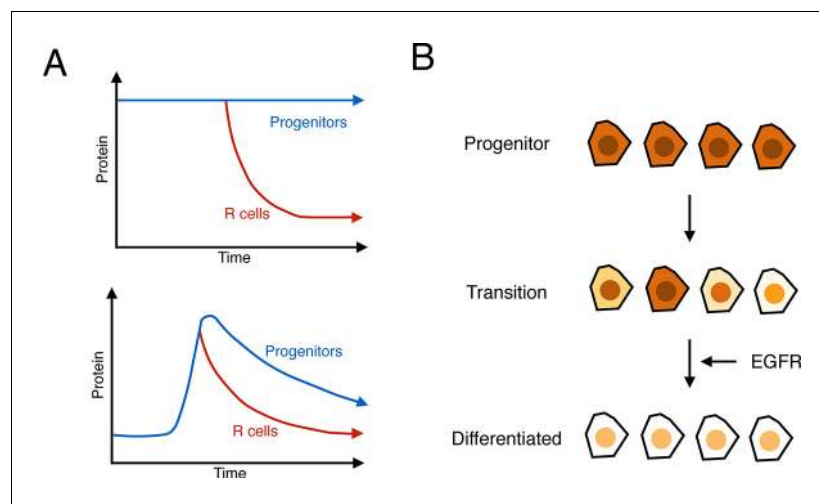 A
Protein
Progenitors
R cells
Time
Protein
Progenitors
R cells
Time
B
Progenitor
Transition
EGFR
Differentiated